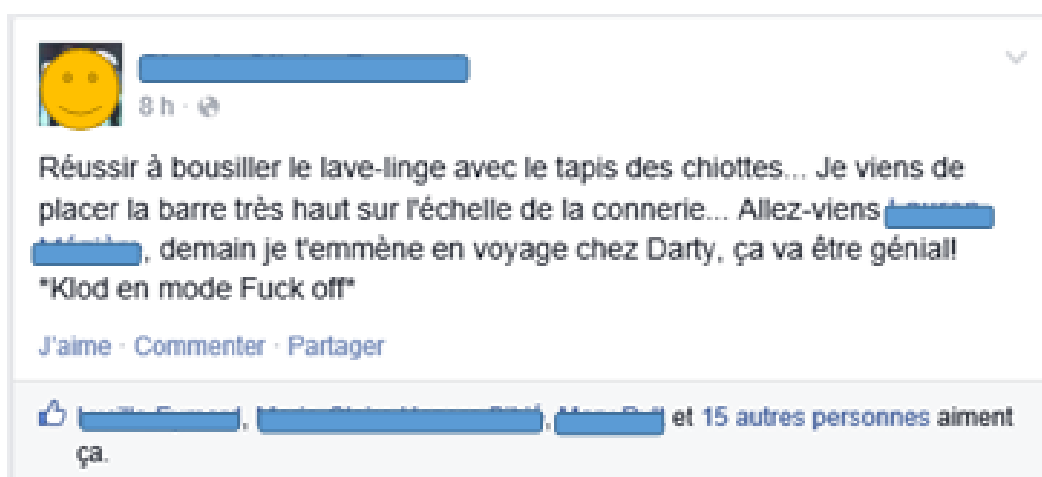 8 h ·
Réussir à bousiller le lave-linge avec le tapis des chiottes... Je viens de
placer la barre très haut sur l'échelle de la connerie... Allez-viens
, demain je t'emmène en voyage chez Darty, ça va être génial!
*Klod en mode Fuck off*
J'aime · Commenter · Partager
, , et 15 autres personnes aiment
ça.